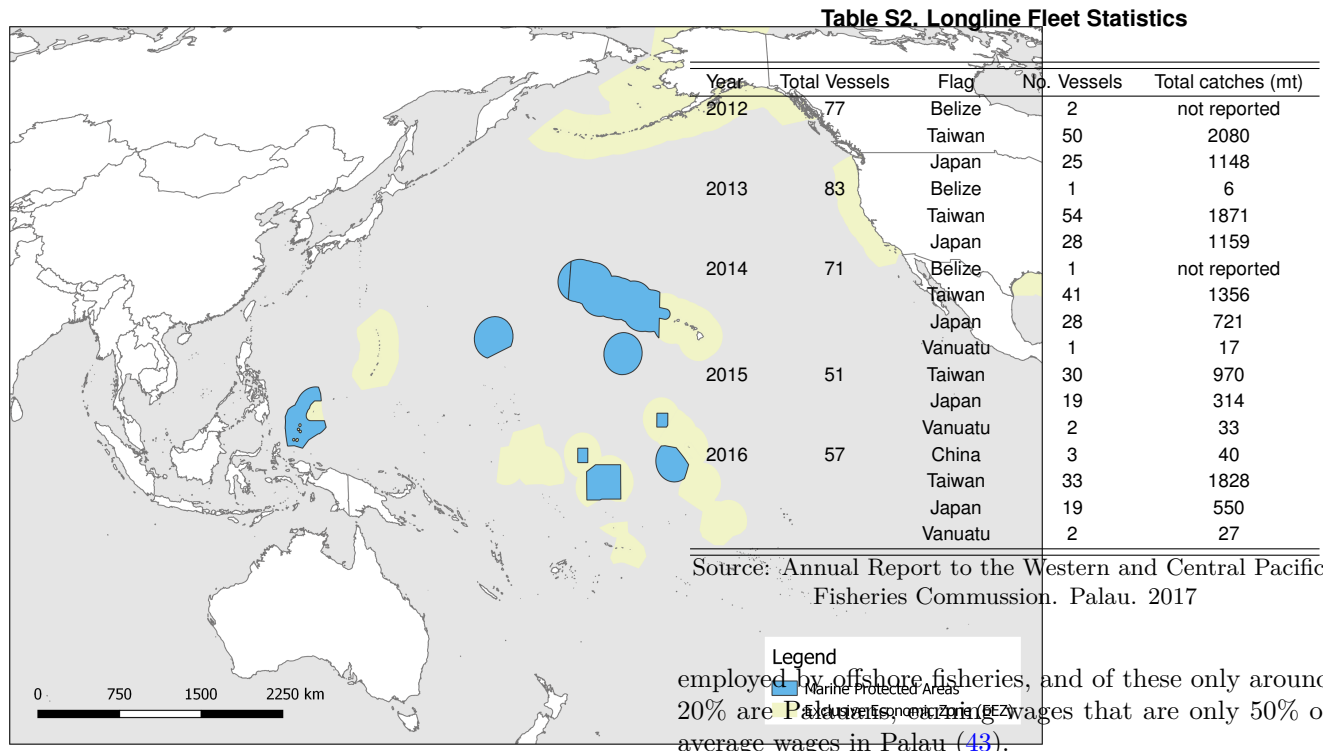 Table S2. Longline Fleet Statistics
Year Total Vessels Flag No. Vessels Total catches (mt)
2012 77 Belize 2 not reported
Taiwan 50 2080
Japan 25 1148
2013 83 Belize 1 6
Taiwan 54 1871
Japan 28 1159
2014 71 Belize 1 not reported
Taiwan 41 1356
Japan 28 721
Vanuatu 1 17
2015 51 Taiwan 30 970
Japan 19 314
Vanuatu 2 33
2016 57 China 3 40
Taiwan 33 1828
Japan 19 550
Vanuatu 2 27
Source: Annual Report to the Western and Central Pacific
Fisheries Commussion. Palau. 2017
Legend
Marine Protected Areas
Exclusive Economic Zone (EEZ)
0 750 1500 2250 km
employed by offshore fisheries, and of these only around
20% are Palauans, earning wages that are only 50% o
average wages in Palau (43).